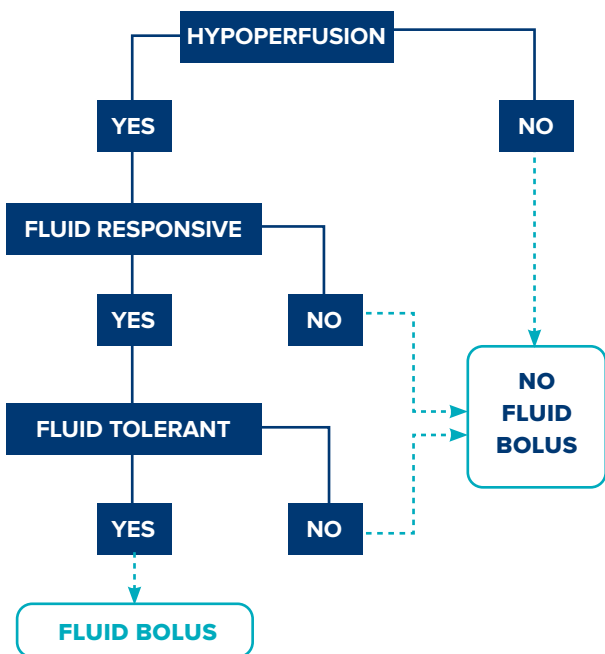 HYPOPERFUSION
YES
NO
FLUID RESPONSIVE
YES
NO
NO
FLUID
BOLUS
FLUID TOLERANT
YES
NO
FLUID BOLUS